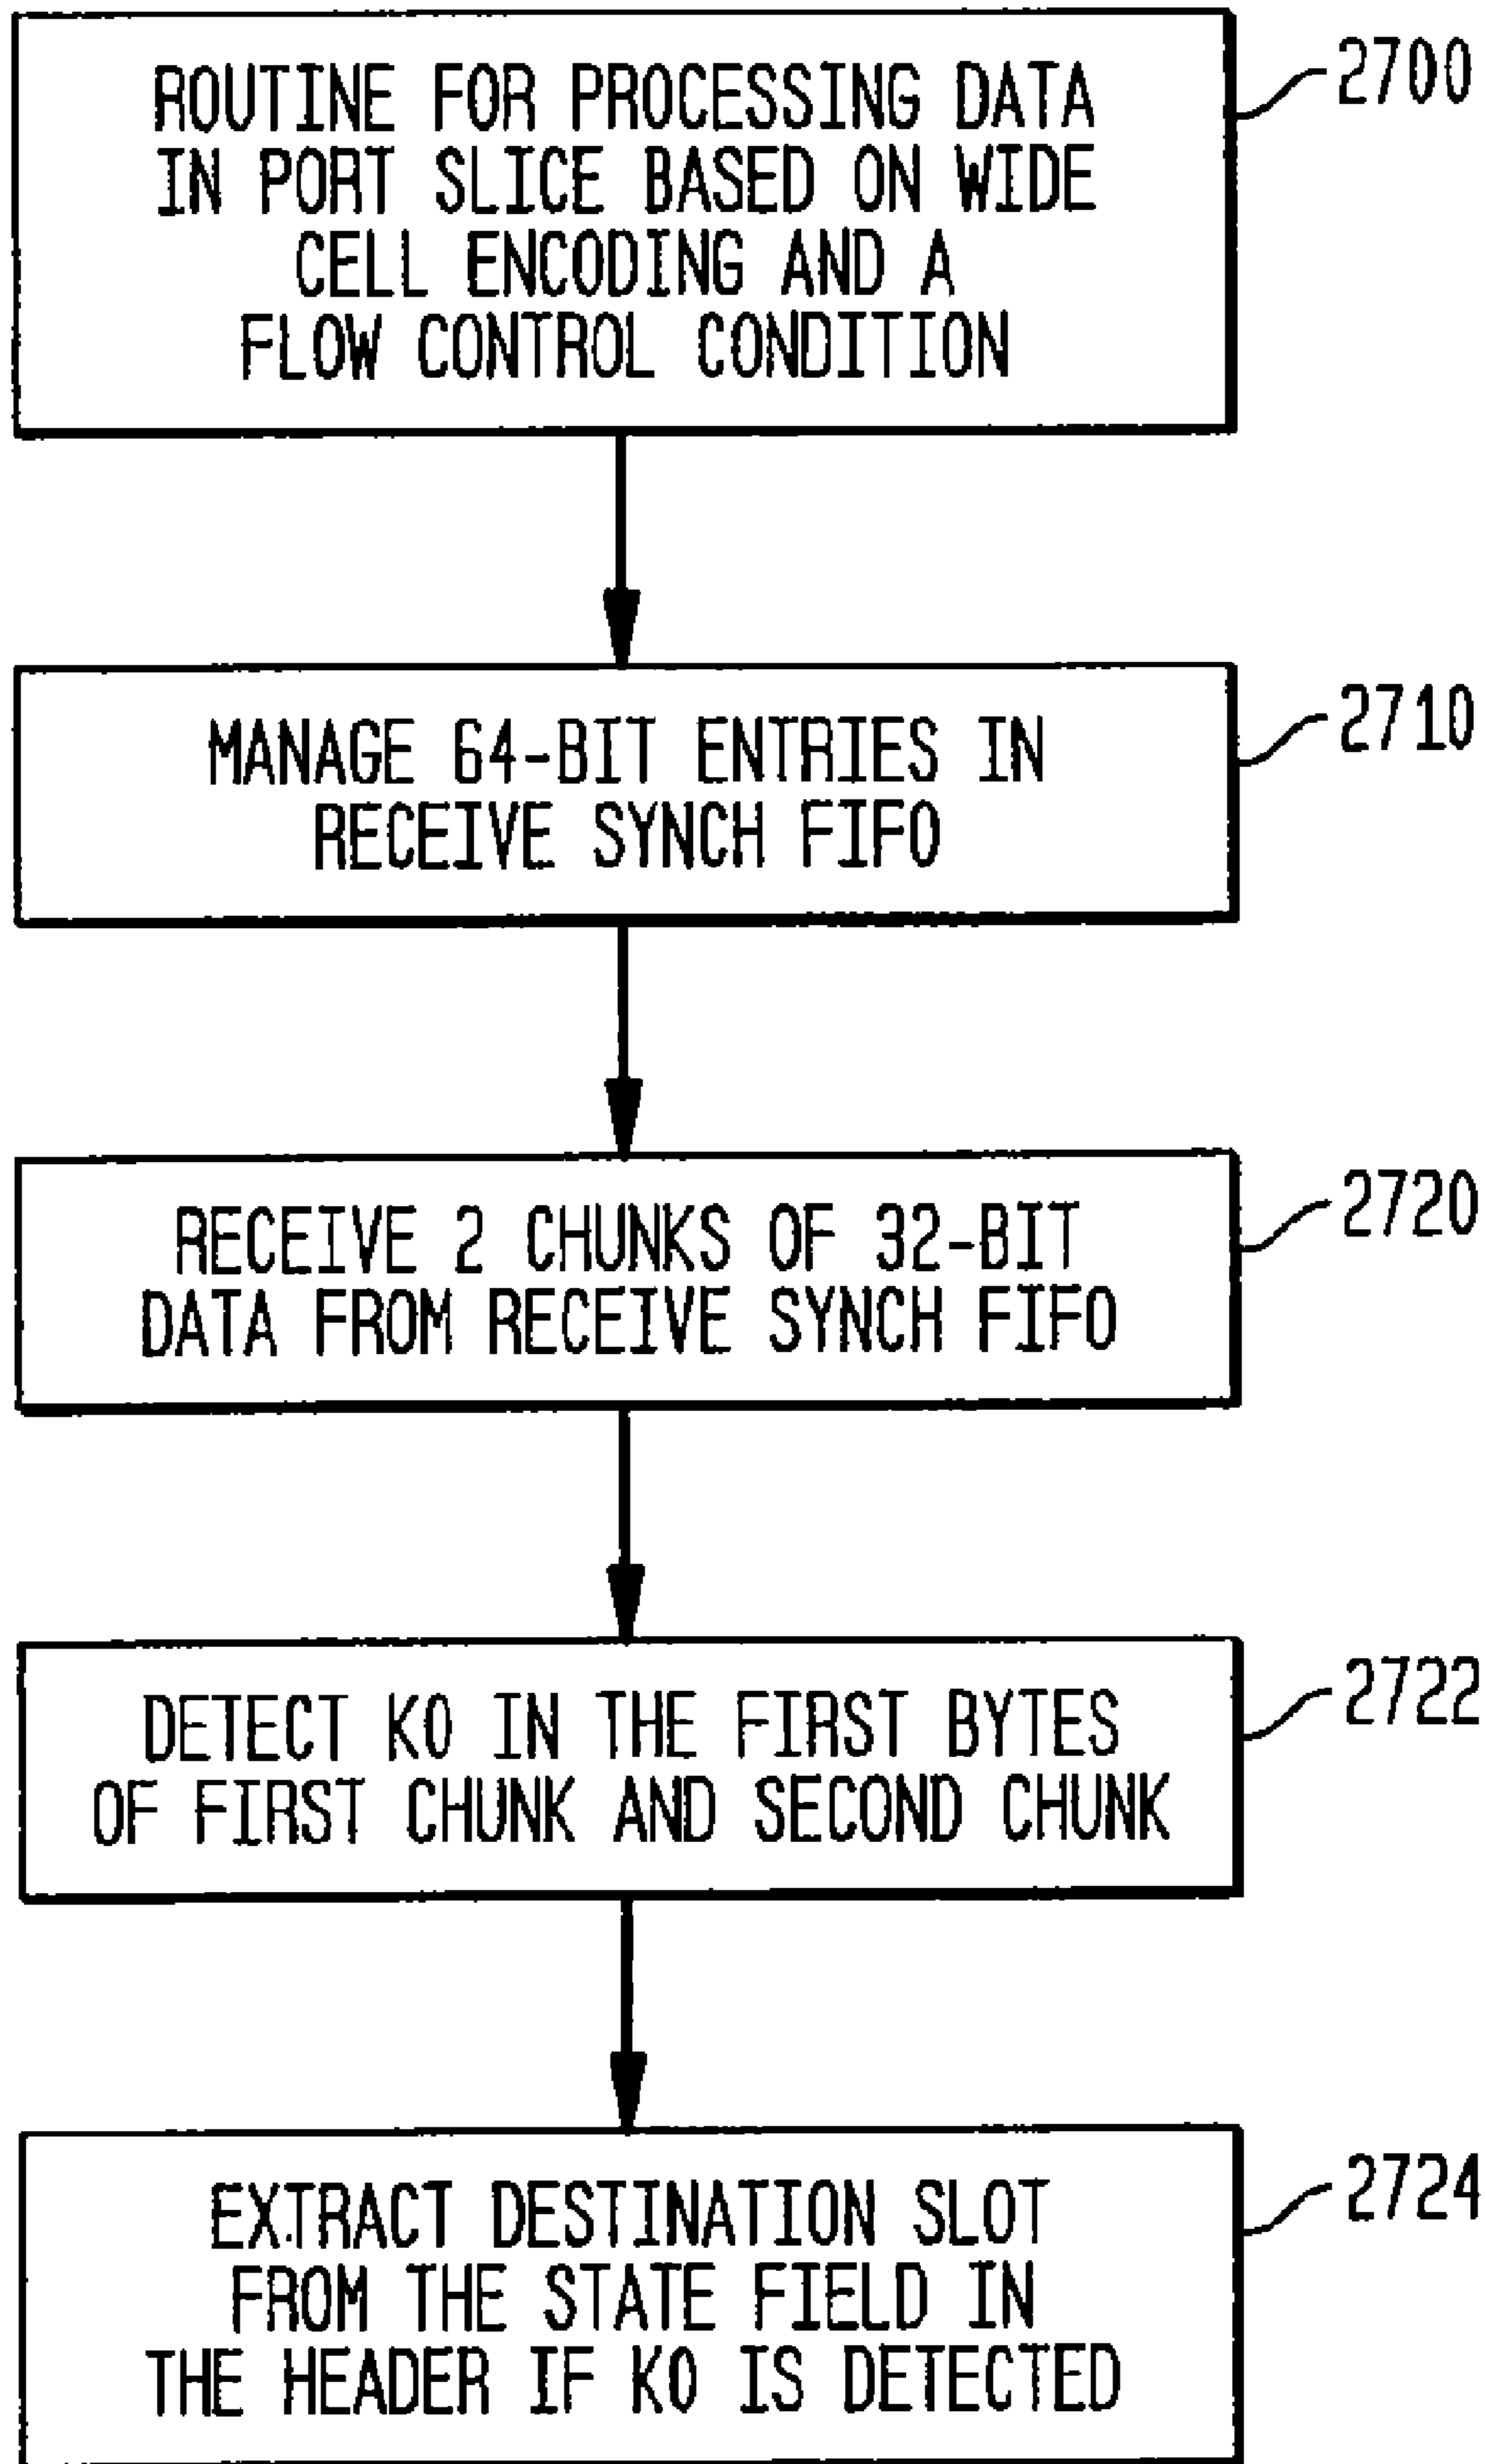 ROUTINE FOR PROCESSING DATA
IN PORT SLICE BASED ON WIDE
CELL ENCODING AND A
FLOW CONTROL CONDITION
2700
MANAGE 64-BIT ENTRIES IN
RECEIVE SYNCH FIFO
2710
RECEIVE 2 CHUNKS OF 32-BIT
DATA FROM RECEIVE SYNCH FIFO
2720
DETECT K0 IN THE FIRST BYTES
OF FIRST CHUNK AND SECOND CHUNK
2722
EXTRACT DESTINATION SLOT
FROM THE STATE FIELD IN
THE HEADER IF K0 IS DETECTED
2724